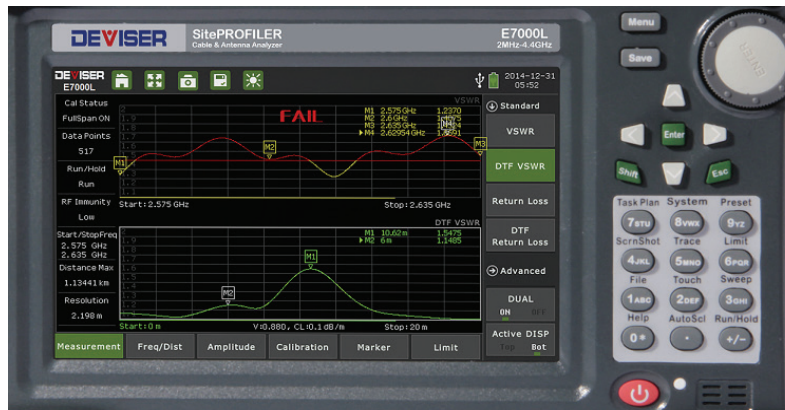 DEVISER
SitePROFILER
Cable & Antenna Analyzer
E7000L
2MHz-4.4GHz
DEVISER
E7000L
2014-12-31
05:52
Cal Status
FullSpan ON
Data Points
517
Run/Hold
Run
RF Immunity
Low
Start/StopFreq
2.575 GHz
2.635 GHz
Distance Max
1.13441 km
Resolution
2.198 m
VSWR
FAIL
M1 2.575 GHz 1.2370
M2 2.6 GHz
M3 2.635 GHz
M4 2.62954 GHz
M1
M2
M3
Start: 2.575 GHz
Stop: 2.635 GHz
DTF VSWR
M1 10.62 m 1.5475
M2 6 m 1.1485
M1
M2
Start: 0 m
V:0.880, CL:0.1dB/m
Stop: 20 m
Standard
VSWR
DTF VSWR
Return Loss
DTF
Return Loss
Advanced
DUAL
ON OFF
Active DISP
Top Bot
Measurement
Freq/Dist
Amplitude
Calibration
Marker
Limit
Menu
Save
ENTER
Enter
Shift
Esc
Task Plan System Preset
7STU 8VWX 9YZ
ScrnShot Trace Limit
4JKL 5MNO 6PQR
File Touch Sweep
1ABC 2DEF 3GHI
Help AutoScl Run/Hold
0* . +/-